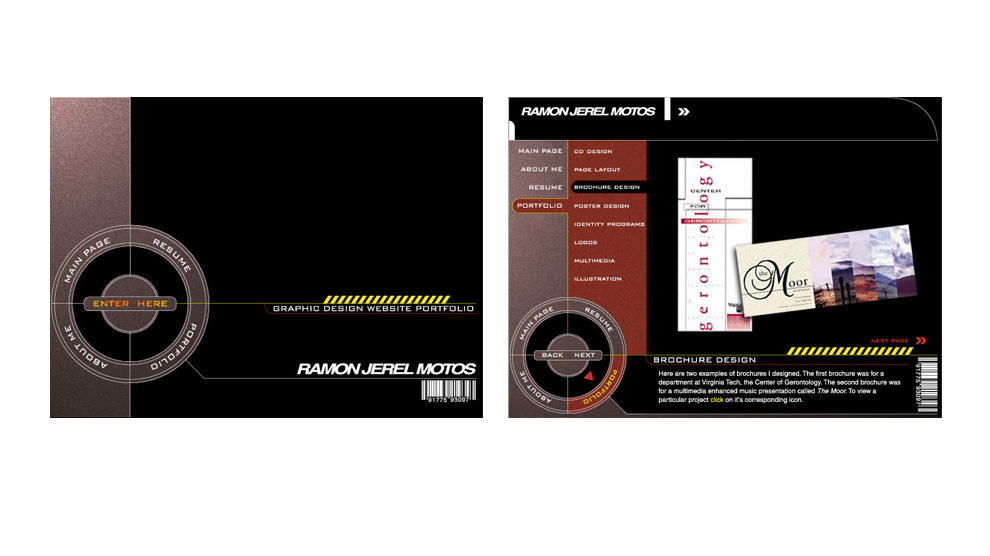 MAIN PAGE
RESUME
ENTER HERE
ABOUT ME
PORTFOLIO
GRAPHIC DESIGN WEBSITE PORTFOLIO
RAMON JEREL MOTOS
91775 93097
RAMON JEREL MOTOS
MAIN PAGE
ABOUT ME
RESUME
PORTFOLIO
CD DESIGN
PAGE LAYOUT
BROCHURE DESIGN
POSTER DESIGN
IDENTITY PROGRAMS
LOGOS
MULTIMEDIA
ILLUSTRATION
CENTER
FOR
GERONTOLOGY
gerontology
the Moor
NEXT PAGE
MAIN PAGE
RESUME
BACK NEXT
ABOUT ME
PORTFOLIO
BROCHURE DESIGN
Here are two examples of brochures I designed. The first brochure was for a
department at Virginia Tech, the Center of Gerontology. The second brochure was
for a multimedia enhanced music presentation called The Moor. To view a
particular project click on it's corresponding icon.
91775 93097